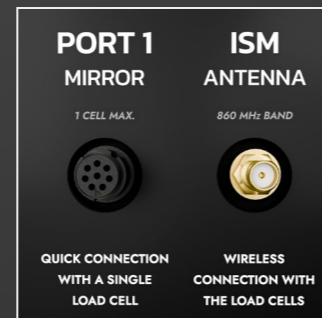 PORT 1
MIRROR
1 CELL MAX.
QUICK CONNECTION
WITH A SINGLE
LOAD CELL
ISM
ANTENNA
860 MHz BAND
WIRELESS
CONNECTION WITH
THE LOAD CELLS